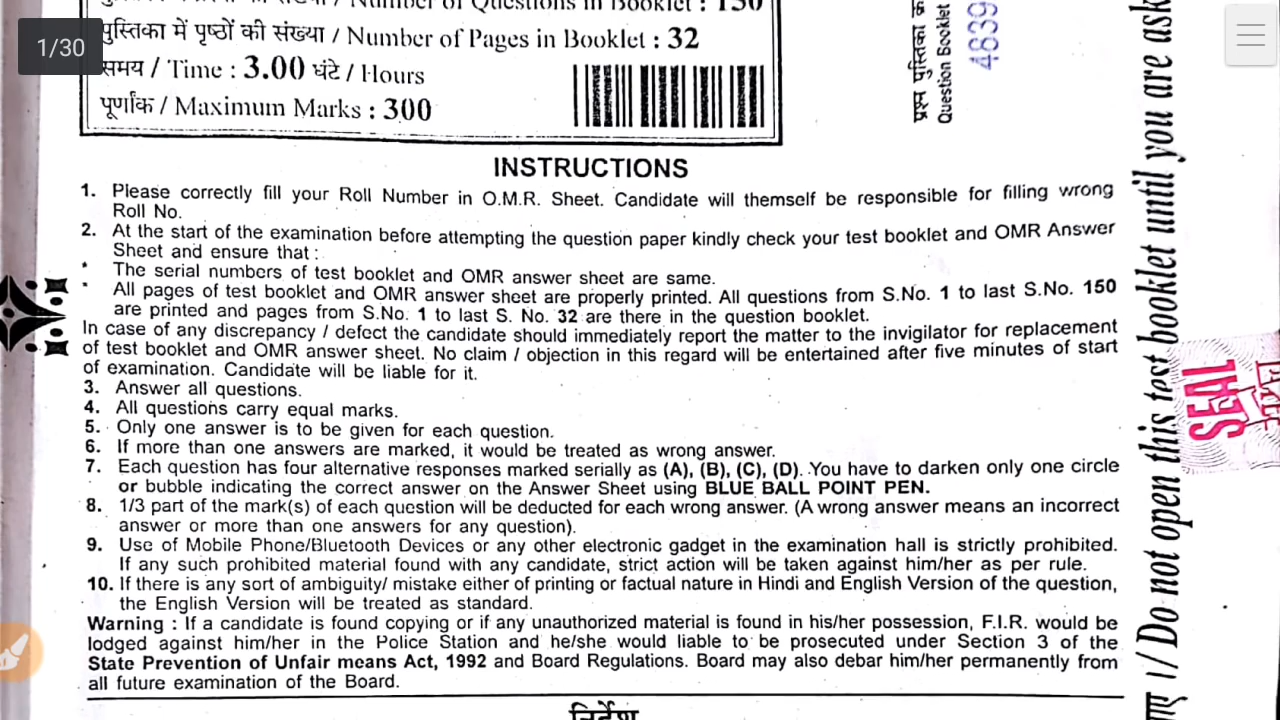 पुस्तिका में प्रश्नों की संख्या / Number of Questions in Booklet : 150
1/30
पुस्तिका में पृष्ठों की संख्या / Number of Pages in Booklet : 32
समय / Time : 3.00 घंटे / Hours
पूर्णांक / Maximum Marks : 300
प्रश्न पुस्तिका
Question Booklet
4639
INSTRUCTIONS
1. Please correctly fill your Roll Number in O.M.R. Sheet. Candidate will themself be responsible for filling wrong
Roll No.
2. At the start of the examination before attempting the question paper kindly check your test booklet and OMR Answer
Sheet and ensure that :
* The serial numbers of test booklet and OMR answer sheet are same.
* All pages of test booklet and OMR answer sheet are properly printed. All questions from S.No. 1 to last S.No. 150
are printed and pages from S.No. 1 to last S. No. 32 are there in the question booklet.
In case of any discrepancy / defect the candidate should immediately report the matter to the invigilator for replacement
of test booklet and OMR answer sheet. No claim / objection in this regard will be entertained after five minutes of start
of examination. Candidate will be liable for it.
3. Answer all questions.
4. All questions carry equal marks.
5. Only one answer is to be given for each question.
6. If more than one answers are marked, it would be treated as wrong answer.
7. Each question has four alternative responses marked serially as (A), (B), (C), (D). You have to darken only one circle
or bubble indicating the correct answer on the Answer Sheet using BLUE BALL POINT PEN.
8. 1/3 part of the mark(s) of each question will be deducted for each wrong answer. (A wrong answer means an incorrect
answer or more than one answers for any question).
9. Use of Mobile Phone/Bluetooth Devices or any other electronic gadget in the examination hall is strictly prohibited.
If any such prohibited material found with any candidate, strict action will be taken against him/her as per rule.
10. If there is any sort of ambiguity/ mistake either of printing or factual nature in Hindi and English Version of the question,
the English Version will be treated as standard.
Warning : If a candidate is found copying or if any unauthorized material is found in his/her possession, F.I.R. would be
lodged against him/her in the Police Station and he/she would liable to be prosecuted under Section 3 of the
State Prevention of Unfair means Act, 1992 and Board Regulations. Board may also debar him/her permanently from
all future examination of the Board.
निर्देश
। / Do not open this test booklet until you are ask
SEAL